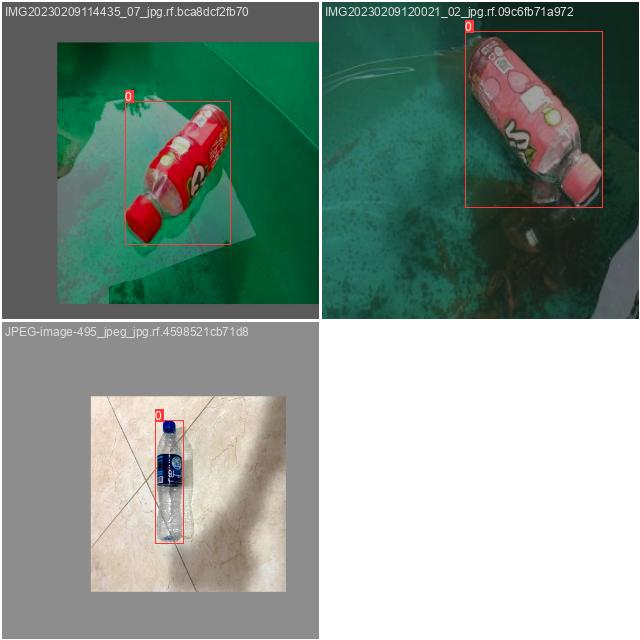 IMG20230209114435_07_jpg.rf.bca8dcf2fb70
0
IMG20230209120021_02_jpg.rf.09c6fb71a972
0
JPEG-image-495_jpeg_jpg.rf.4598521cb71d8
0